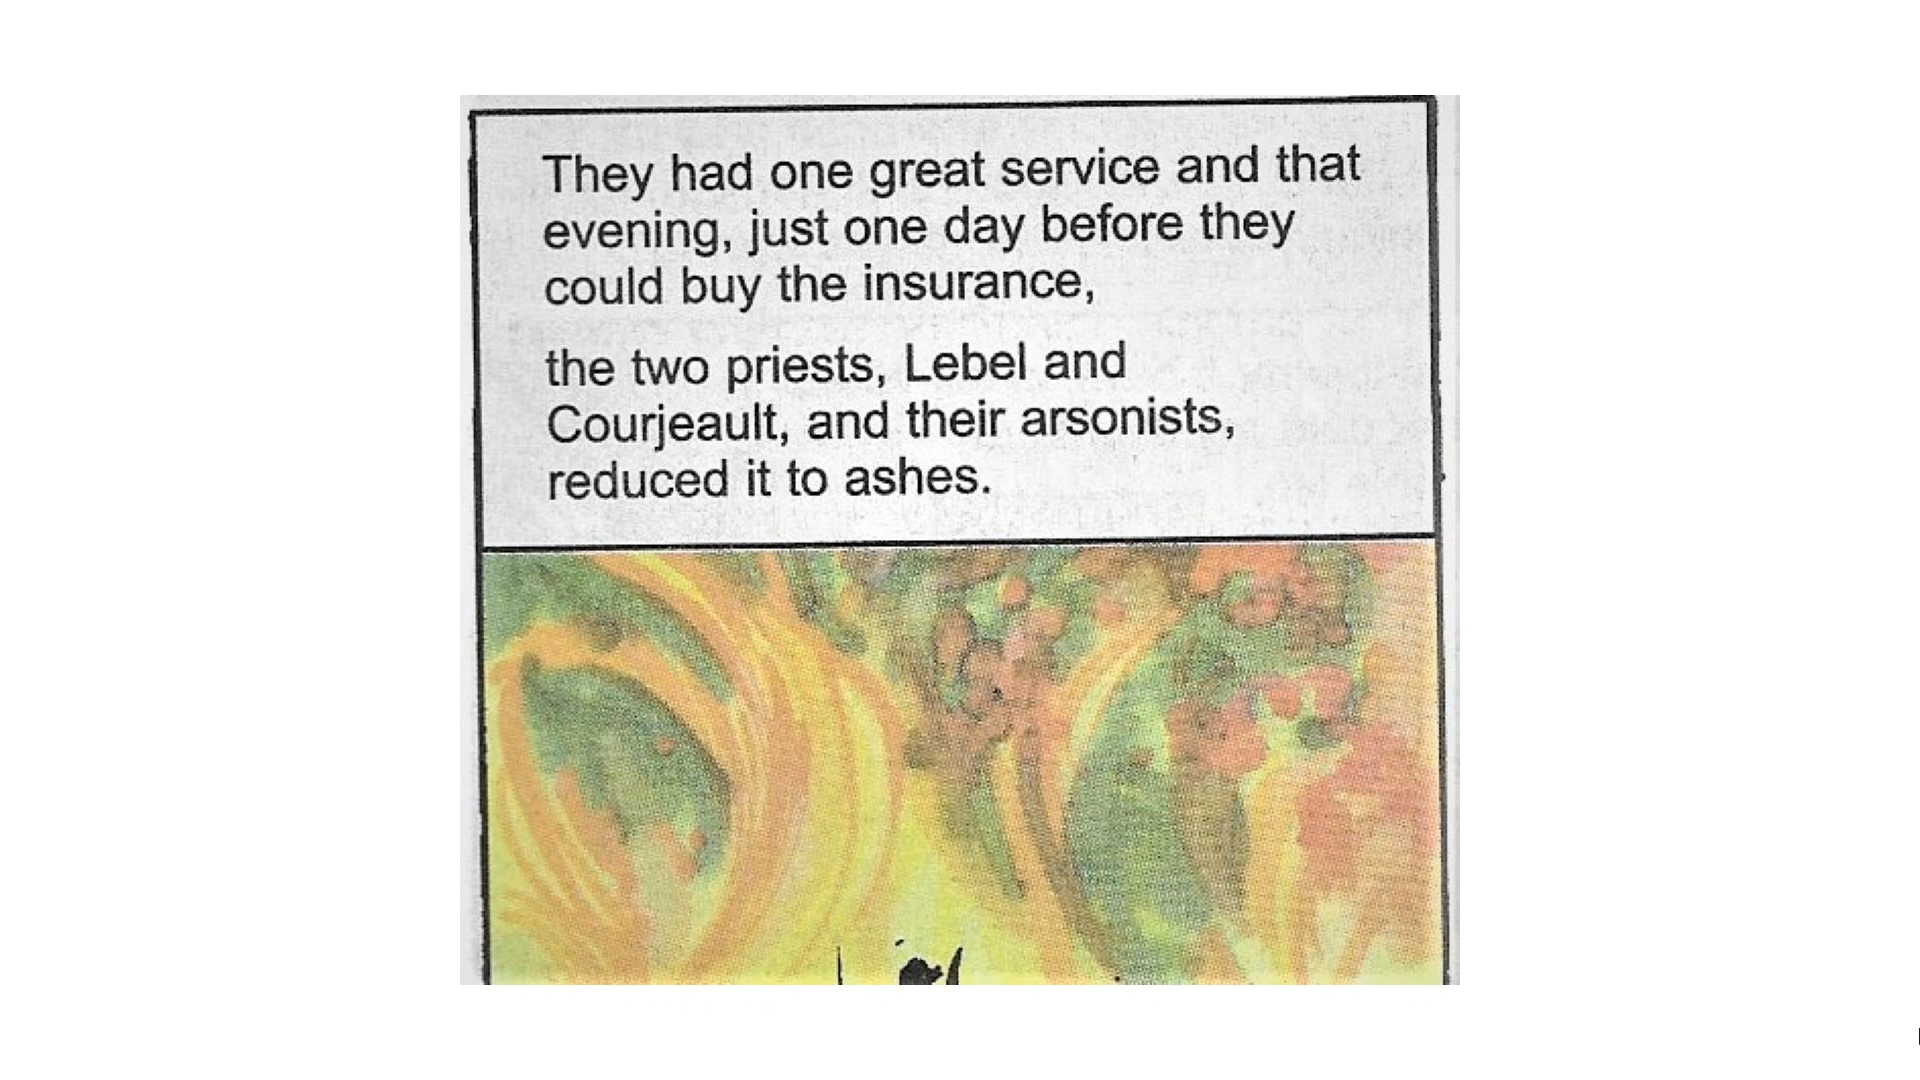 They had one great service and that
evening, just one day before they
could buy the insurance,
the two priests, Lebel and
Courjeault, and their arsonists,
reduced it to ashes.